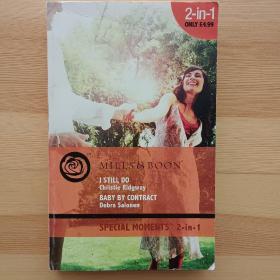 2-in-1
ONLY £4.99
MILLS & BOON
I STILL DO
Christie Ridgway
BABY BY CONTRACT
Debra Salonen
SPECIAL MOMENTS™ 2-in-1